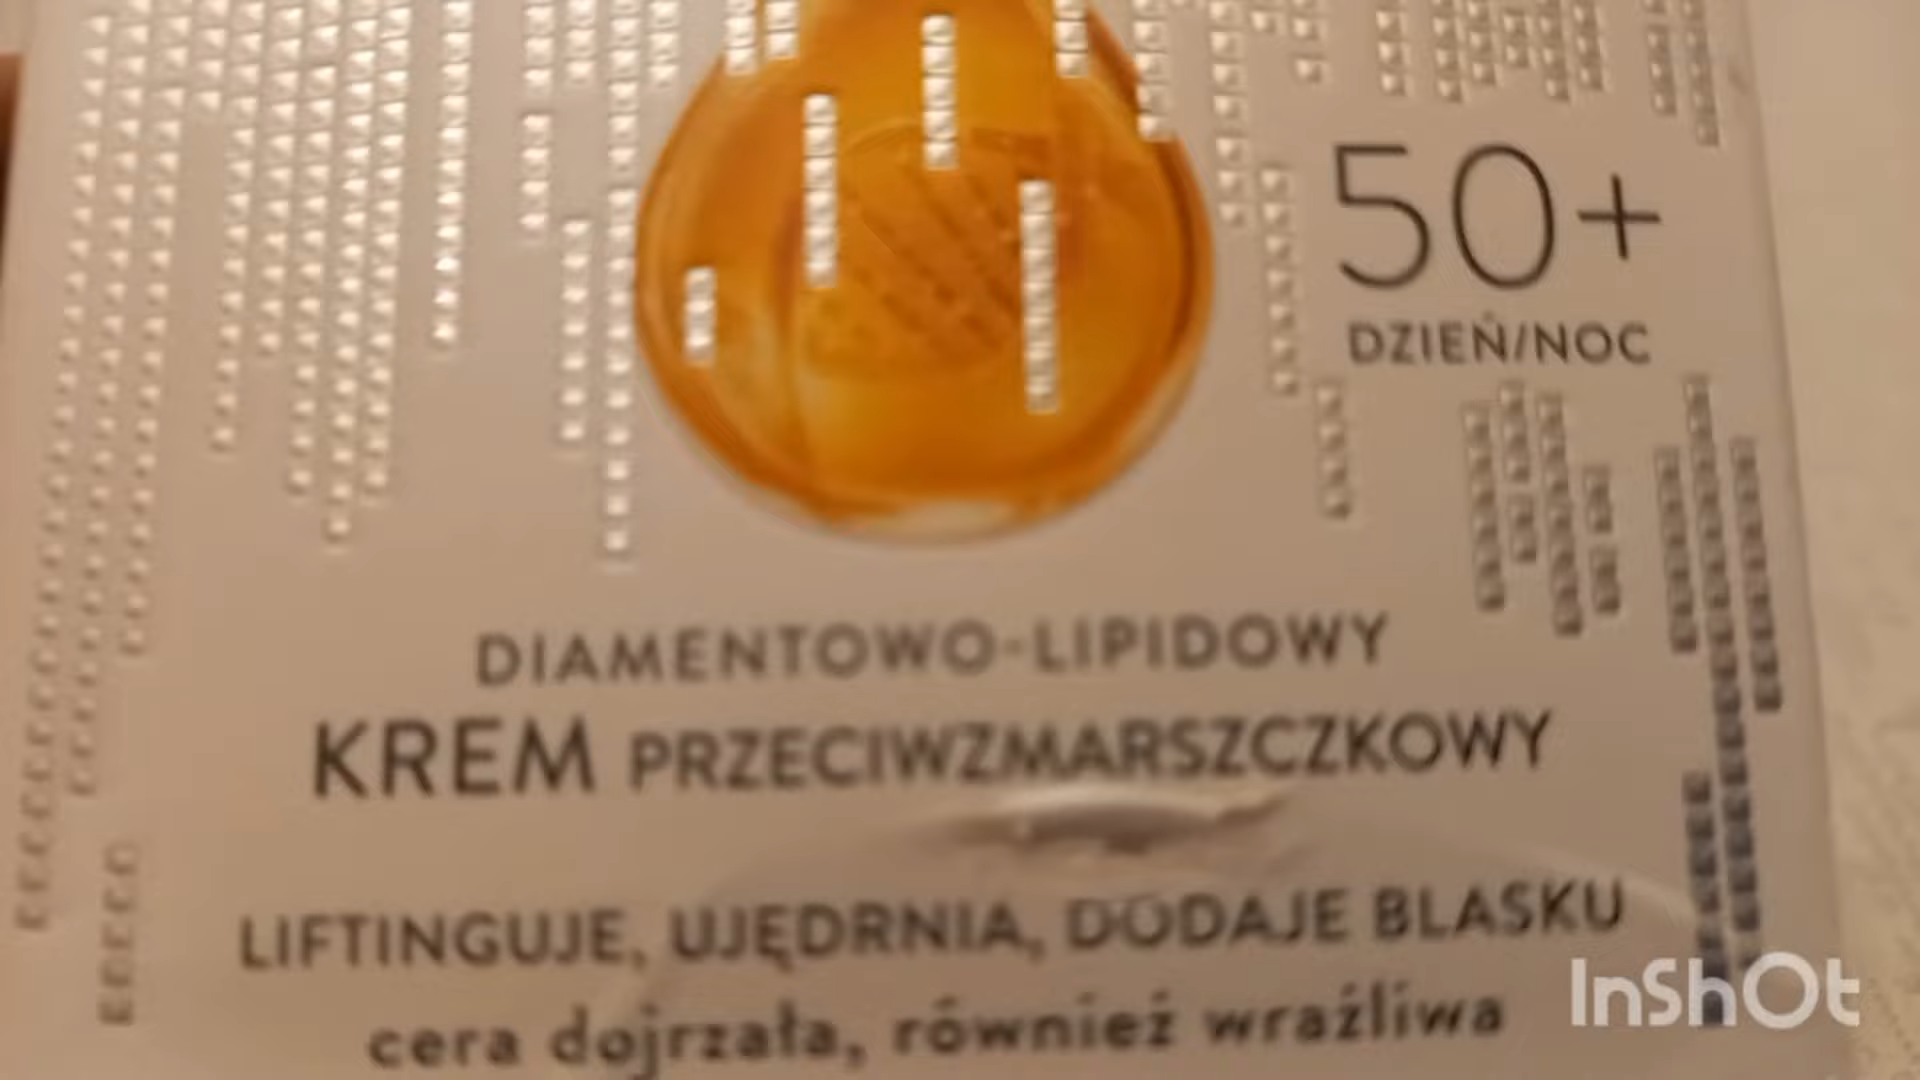 50+
DZIEŃ/NOC
DIAMENTOWO-LIPIDOWY
KREM PRZECIWZMARSZCZKOWY
LIFTINGUJE, UJĘDRNIA, DODAJE BLASKU
cera dojrzała, również wrażliwa
InShOt